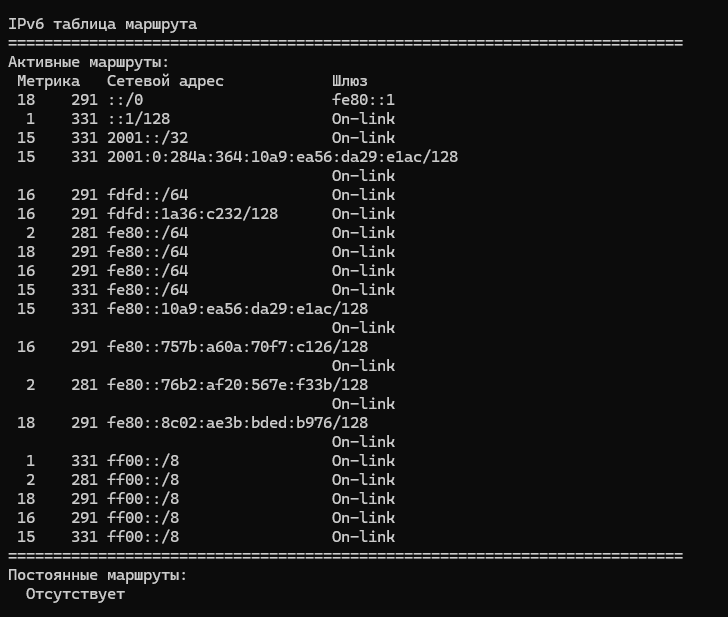 IPv6 таблица маршрута
===========================================================================
Активные маршруты:
 Метрика   Сетевой адрес            Шлюз
 18    291 ::/0                     fe80::1
  1    331 ::1/128                  On-link
 15    331 2001::/32                On-link
 15    331 2001:0:284a:364:10a9:ea56:da29:e1ac/128
                                    On-link
 16    291 fdfd::/64                On-link
 16    291 fdfd::1a36:c232/128      On-link
  2    281 fe80::/64                On-link
 18    291 fe80::/64                On-link
 16    291 fe80::/64                On-link
 15    331 fe80::/64                On-link
 15    331 fe80::10a9:ea56:da29:e1ac/128
                                    On-link
 16    291 fe80::757b:a60a:70f7:c126/128
                                    On-link
  2    281 fe80::76b2:af20:567e:f33b/128
                                    On-link
 18    291 fe80::8c02:ae3b:bded:b976/128
                                    On-link
  1    331 ff00::/8                 On-link
  2    281 ff00::/8                 On-link
 18    291 ff00::/8                 On-link
 16    291 ff00::/8                 On-link
 15    331 ff00::/8                 On-link
===========================================================================
Постоянные маршруты:
  Отсутствует